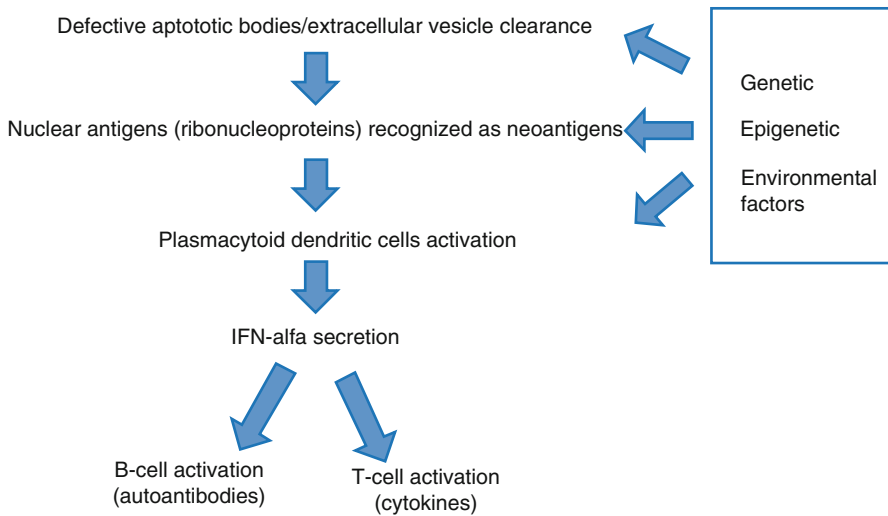 Defective aptototic bodies/extracellular vesicle clearance
Nuclear antigens (ribonucleoproteins) recognized as neoantigens
Plasmacytoid dendritic cells activation
IFN-alfa secretion
B-cell activation
(autoantibodies)
T-cell activation
(cytokines)
Genetic
Epigenetic
Environmental
factors